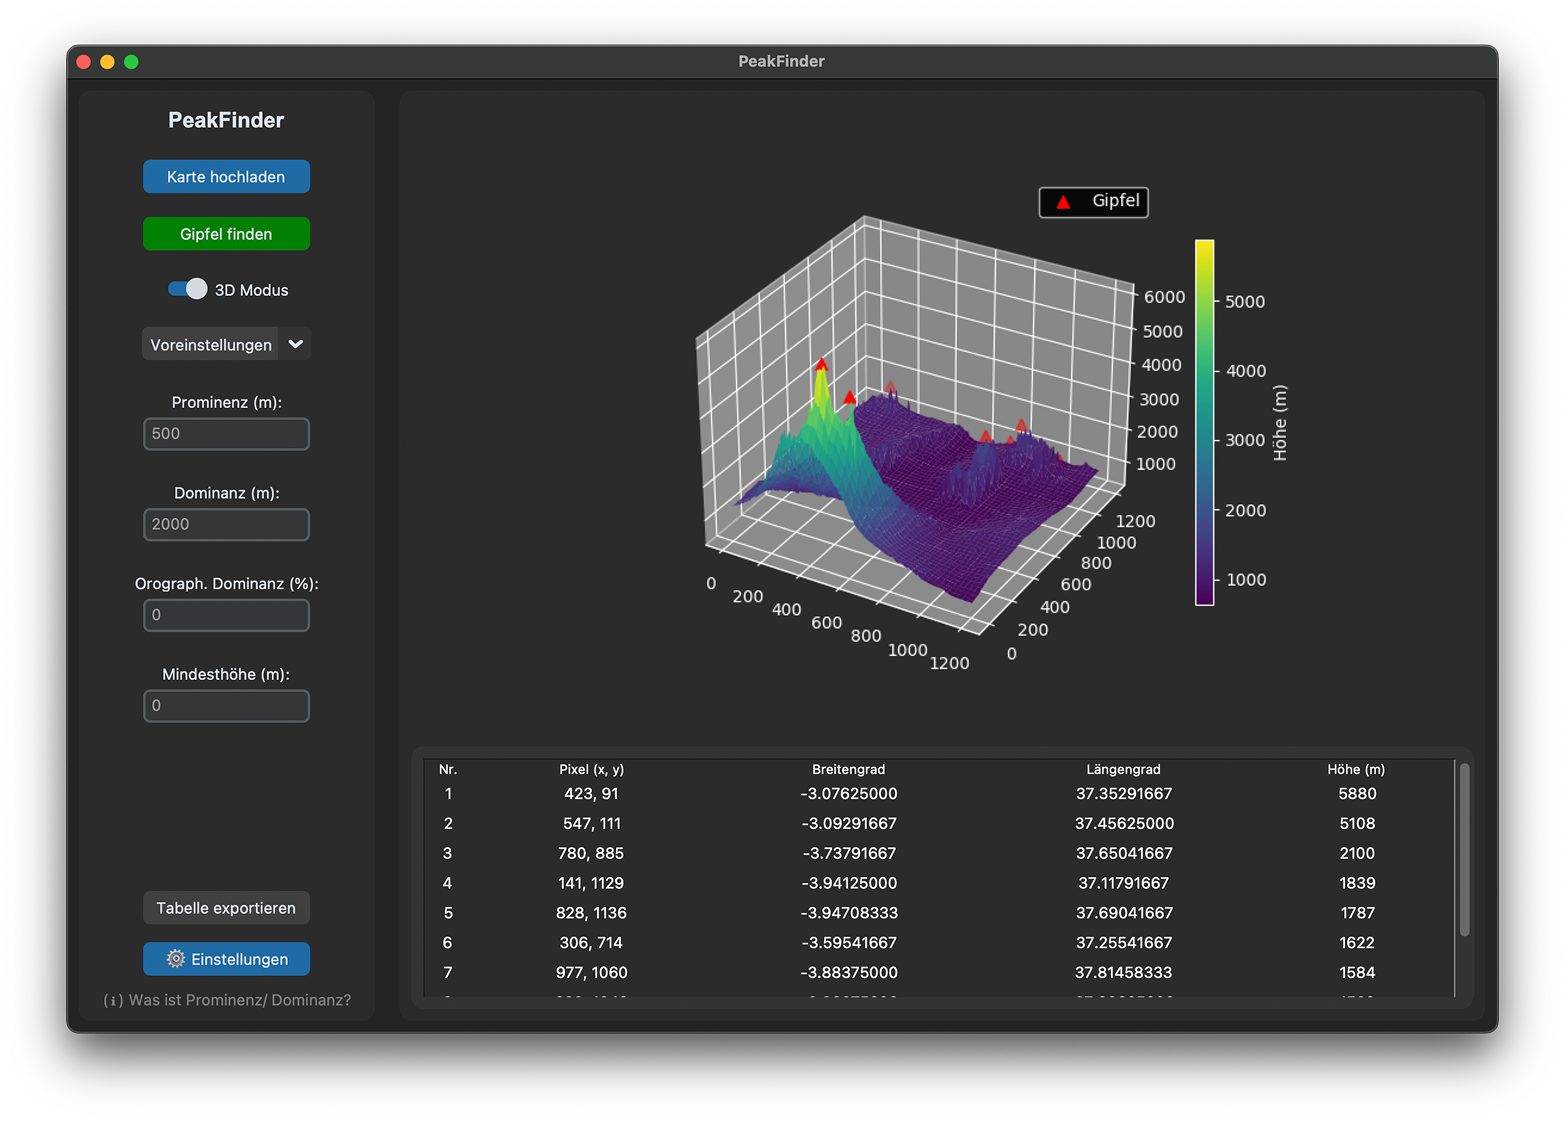 PeakFinder
PeakFinder
Karte hochladen
Gipfel finden
3D Modus
Voreinstellungen
Prominenz (m):
500
Dominanz (m):
2000
Orograph. Dominanz (%):
0
Mindesthöhe (m):
0
Tabelle exportieren
Einstellungen
(i) Was ist Prominenz/ Dominanz?
Gipfel
6000
5000
4000
3000
2000
1000
0
200
400
600
800
1000
1200
0
200
400
600
800
1000
1200
5000
4000
3000
2000
1000
Höhe (m)
Nr. Pixel (x, y) Breitengrad Längengrad Höhe (m)
1 423, 91 -3.07625000 37.35291667 5880
2 547, 111 -3.09291667 37.45625000 5108
3 780, 885 -3.73791667 37.65041667 2100
4 141, 1129 -3.94125000 37.11791667 1839
5 828, 1136 -3.94708333 37.69041667 1787
6 306, 714 -3.59541667 37.25541667 1622
7 977, 1060 -3.88375000 37.81458333 1584